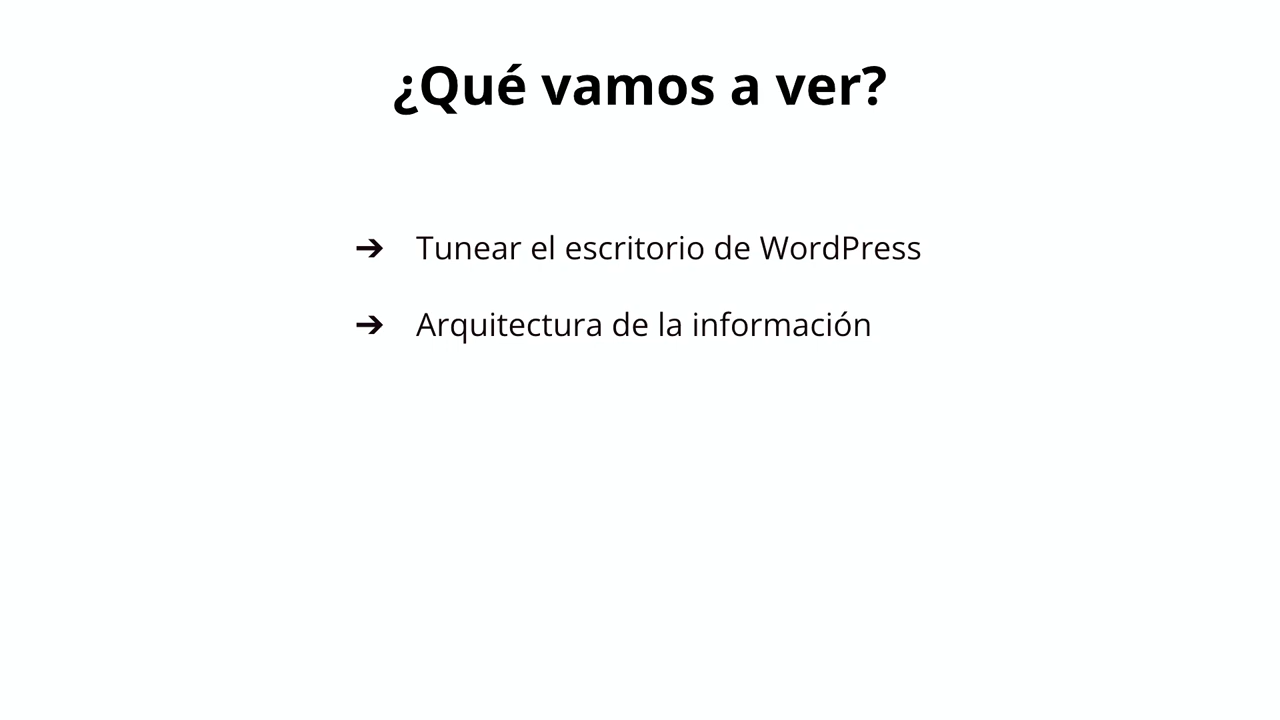 ¿Qué vamos a ver?
➔ Tunear el escritorio de WordPress
➔ Arquitectura de la información